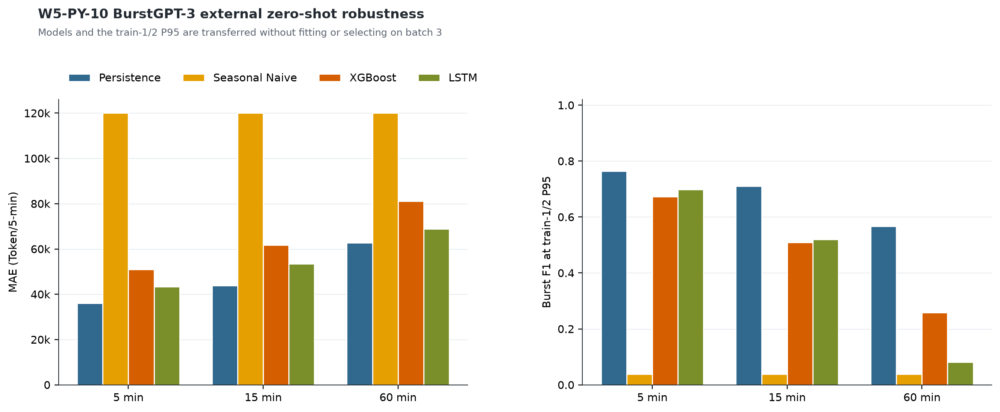 W5-PY-10 BurstGPT-3 external zero-shot robustness
Models and the train-1/2 P95 are transferred without fitting or selecting on batch 3
Persistence Seasonal Naive XGBoost LSTM
MAE (Token/5-min)
120k
100k
80k
60k
40k
20k
0
5 min 15 min 60 min
Burst F1 at train-1/2 P95
1.0
0.8
0.6
0.4
0.2
0.0
5 min 15 min 60 min